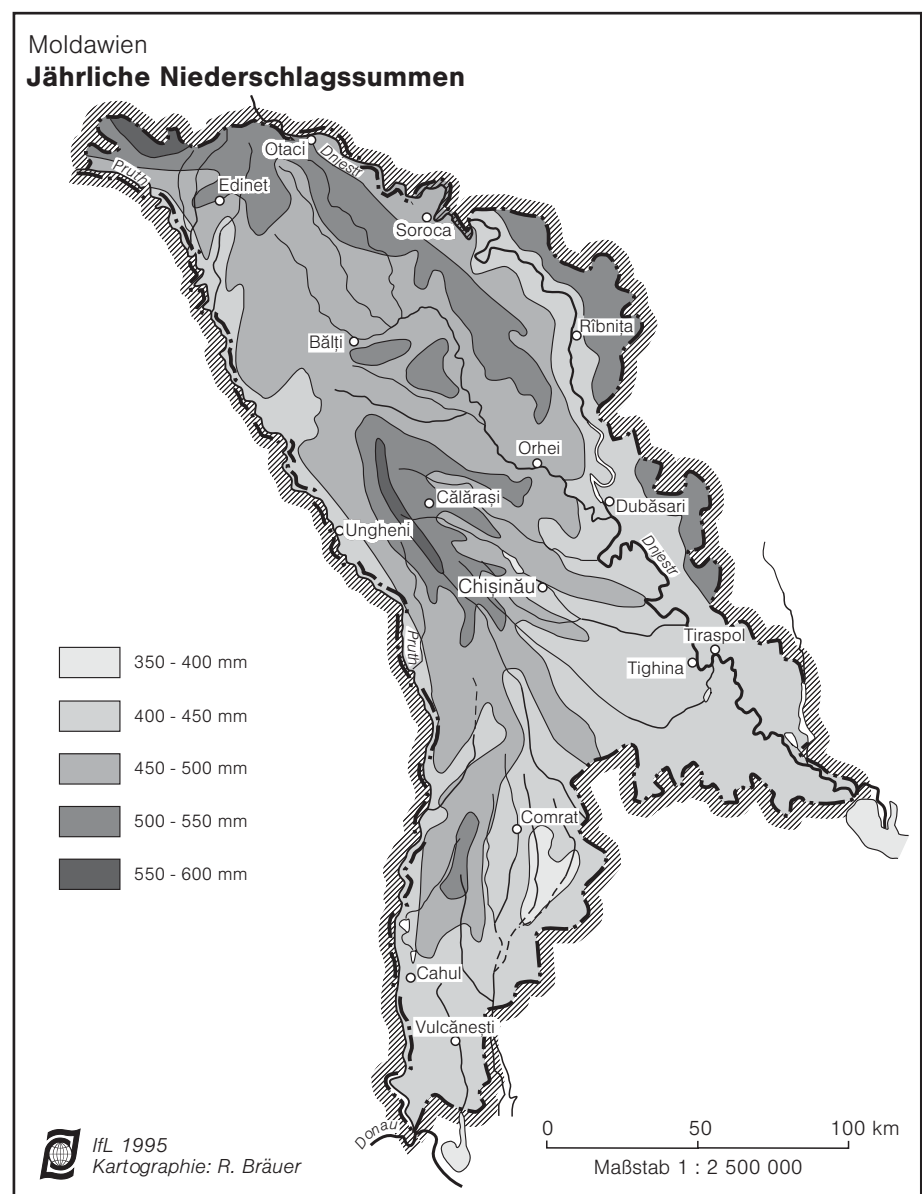 Moldawien
Jährliche Niederschlagssummen
Otaci
Dnjestr
Pruth
Edineț
Soroca
Rîbnița
Bălți
Orhei
Călărași
Dubăsari
Ungheni
Dnjestr
Chișinău
Pruth
Tiraspol
Tighina
350 - 400 mm
400 - 450 mm
450 - 500 mm
500 - 550 mm
550 - 600 mm
Comrat
Cahul
Vulcănești
Donau
0 50 100 km
Maßstab 1 : 2 500 000
IfL 1995
Kartographie: R. Bräuer